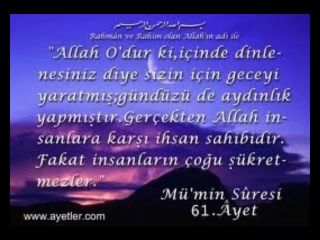 بسم الله الرحمن الرحيم
Rahmân ve Rahîm olan Allah'ın adı ile
"Allah O'dur ki,içinde dinle-
nesiniz diye sizin için geceyi
yaratmış;gündüzü de aydınlık
yapmıştır.Gerçekten Allah in-
sanlara karşı ihsan sahibidir.
Fakat insanların çoğu şükret-
mezler."
Mü'min Sûresi
61.Âyet
www.ayetler.com